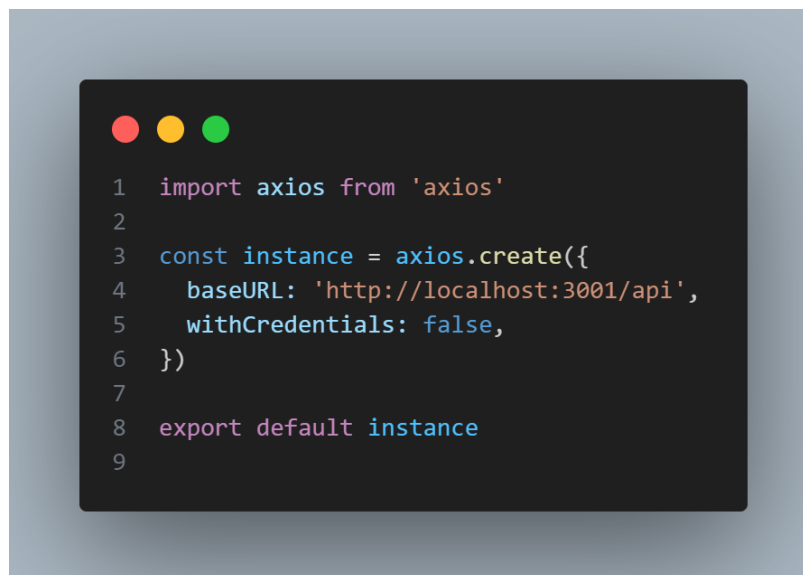 1 import axios from 'axios'
2
3 const instance = axios.create({
4   baseURL: 'http://localhost:3001/api',
5   withCredentials: false,
6 })
7
8 export default instance
9